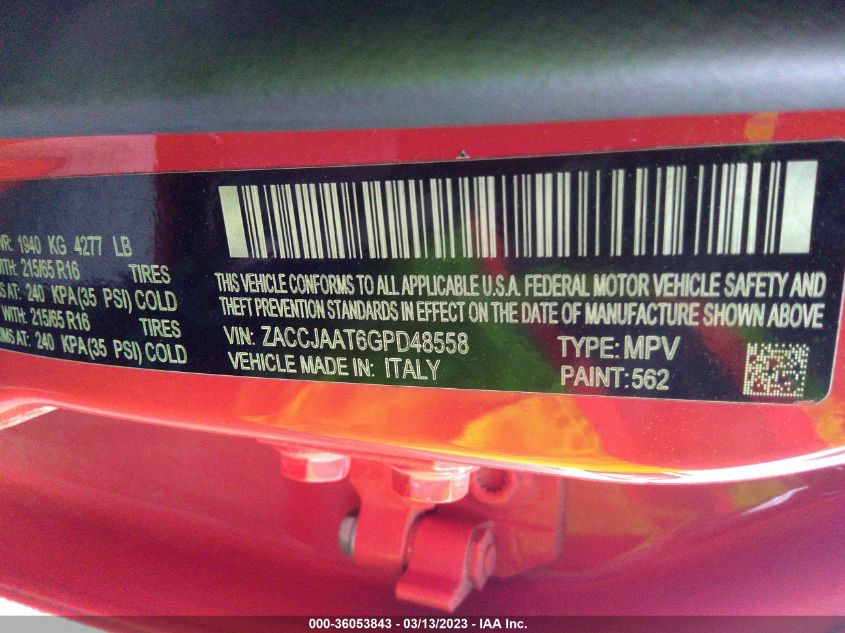 WR: 1940 KG 4277 LB
WITH: 215/65 R16 TIRES
MS AT: 240 KPA(35 PSI) COLD
WITH: 215/65 R16 TIRES
IMS AT: 240 KPA(35 PSI) COLD
THIS VEHICLE CONFORMS TO ALL APPLICABLE U.S.A. FEDERAL MOTOR VEHICLE SAFETY AND
THEFT PREVENTION STANDARDS IN EFFECT ON THE DATE OF MANUFACTURE SHOWN ABOVE
VIN: ZACCJAAT6GPD48558 TYPE: MPV
VEHICLE MADE IN: ITALY PAINT: 562
000-36053843 - 03/13/2023 - IAA Inc.